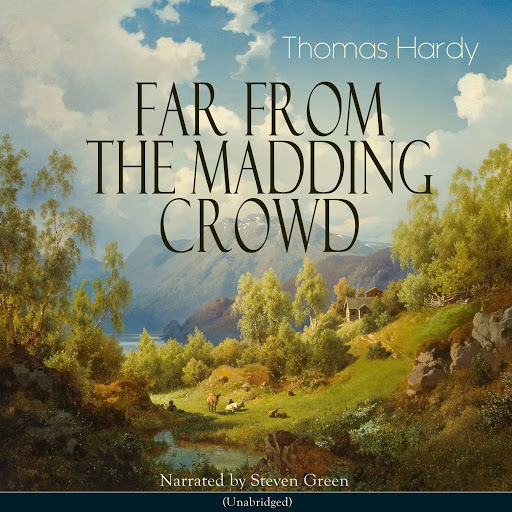 Thomas Hardy
FAR FROM
THE MADDING
CROWD
Narrated by Steven Green
(Unabridged)